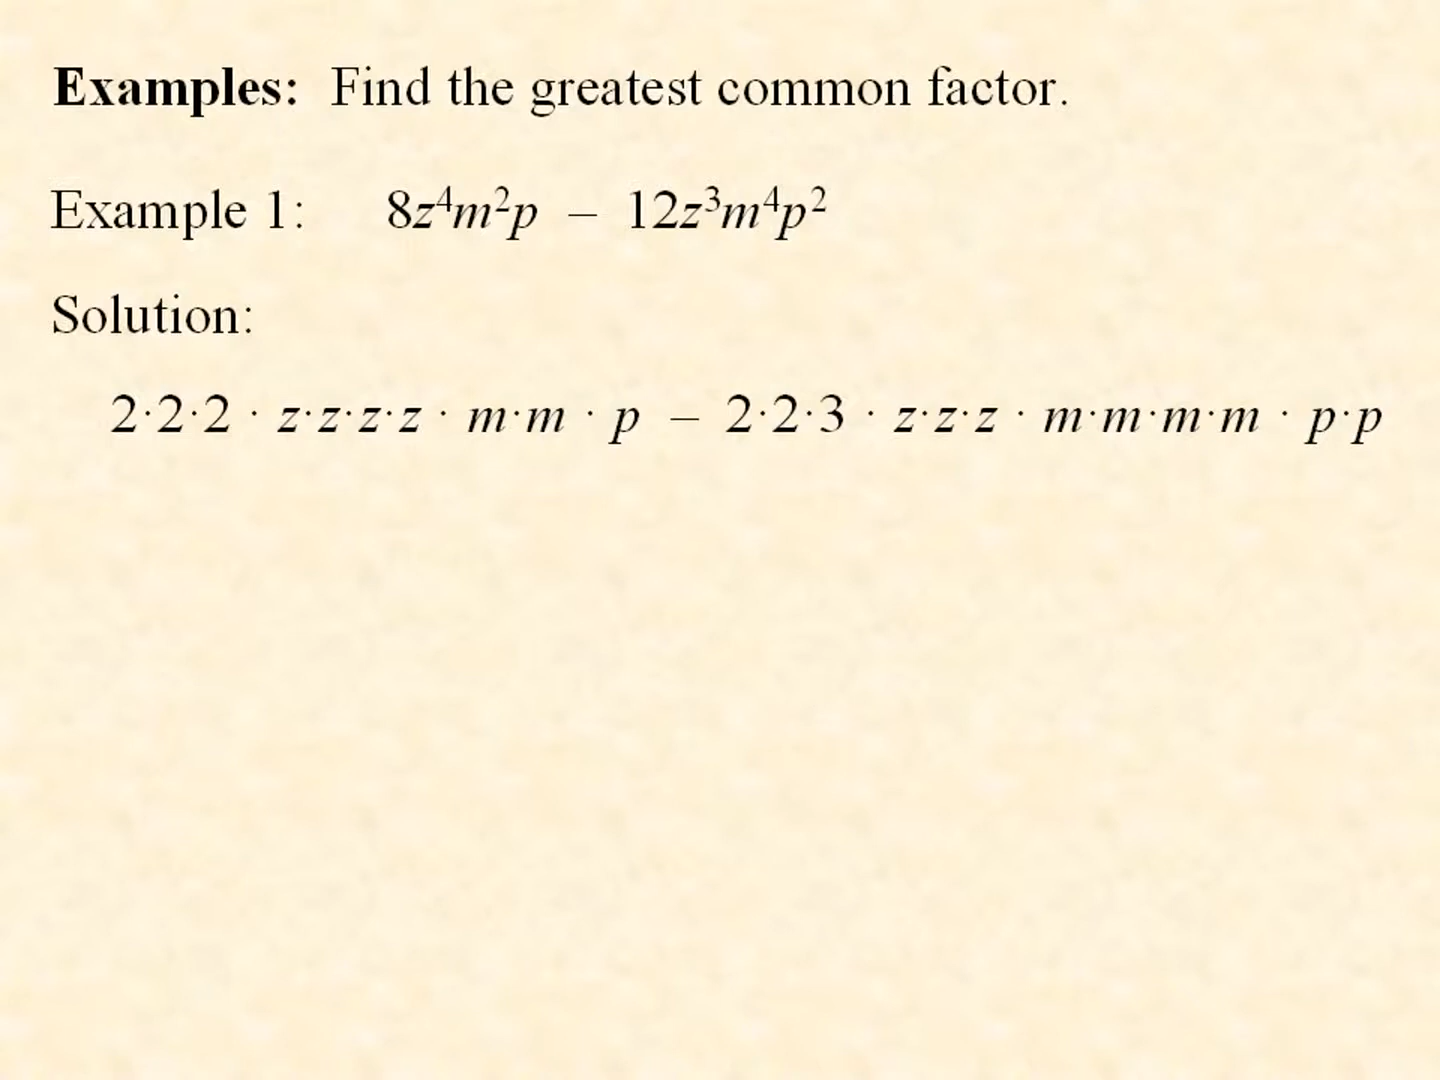 Examples: Find the greatest common factor.
Example 1: 8z⁴m²p – 12z³m⁴p²
Solution:
2·2·2 · z·z·z·z · m·m · p – 2·2·3 · z·z·z · m·m·m·m · p·p